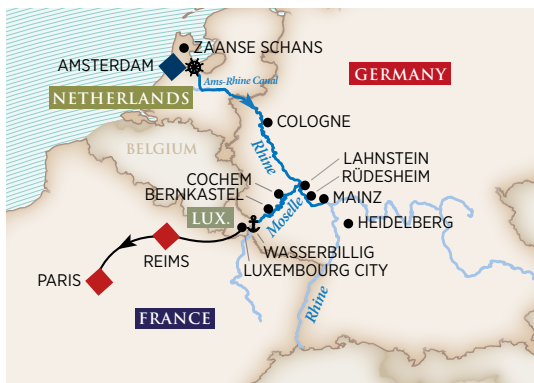 ZAANSE SCHANS
AMSTERDAM
Ams-Rhine Canal
GERMANY
NETHERLANDS
COLOGNE
BELGIUM
Rhine
LAHNSTEIN
COCHEM
RÜDESHEIM
BERNKASTEL
MAINZ
LUX.
Moselle
HEIDELBERG
WASSERBILLIG
REIMS
LUXEMBOURG CITY
PARIS
FRANCE
Rhine